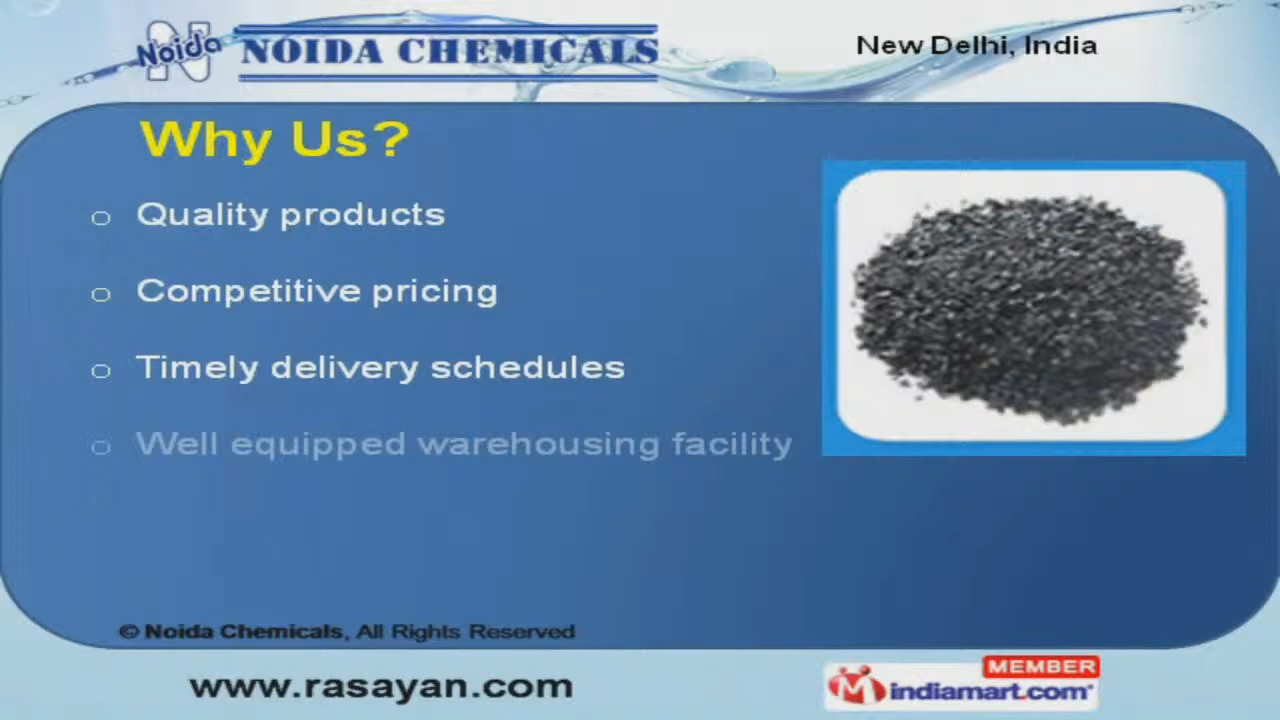 Noida
NOIDA CHEMICALS
New Delhi, India
Why Us?
Quality products
Competitive pricing
Timely delivery schedules
Well equipped warehousing facility
© Noida Chemicals, All Rights Reserved
www.rasayan.com
MEMBER
indiamart.com